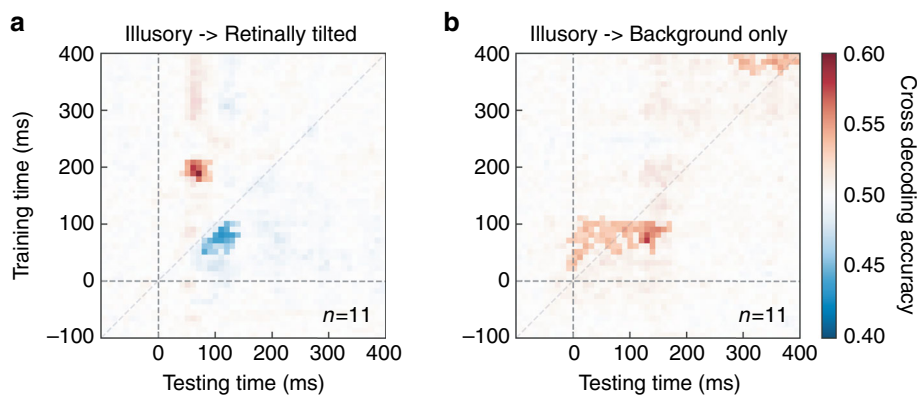 a
Illusory -> Retinally tilted
400
300
200
100
0
−100
Training time (ms)
n=11
0 100 200 300 400
Testing time (ms)
b
Illusory -> Background only
400
300
200
100
0
−100
n=11
0 100 200 300 400
Testing time (ms)
0.60
0.55
0.50
0.45
0.40
Cross decoding accuracy